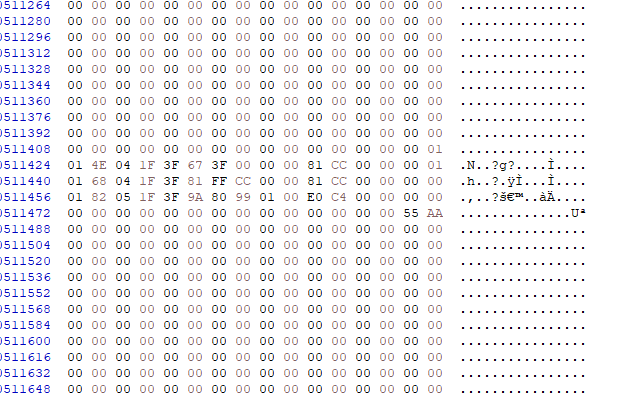 0511264 00 00 00 00 00 00 00 00 00 00 00 00 00 00 00 00 ................
0511280 00 00 00 00 00 00 00 00 00 00 00 00 00 00 00 00 ................
0511296 00 00 00 00 00 00 00 00 00 00 00 00 00 00 00 00 ................
0511312 00 00 00 00 00 00 00 00 00 00 00 00 00 00 00 00 ................
0511328 00 00 00 00 00 00 00 00 00 00 00 00 00 00 00 00 ................
0511344 00 00 00 00 00 00 00 00 00 00 00 00 00 00 00 00 ................
0511360 00 00 00 00 00 00 00 00 00 00 00 00 00 00 00 00 ................
0511376 00 00 00 00 00 00 00 00 00 00 00 00 00 00 00 00 ................
0511392 00 00 00 00 00 00 00 00 00 00 00 00 00 00 00 00 ................
0511408 00 00 00 00 00 00 00 00 00 00 00 00 00 00 00 01 ................
0511424 01 4E 04 1F 3F 67 3F 00 00 00 81 CC 00 00 00 01 .N..?g?....Ì....
0511440 01 68 04 1F 3F 81 FF CC 00 00 81 CC 00 00 00 00 .h..?.ÿÌ...Ì....
0511456 01 82 05 1F 3F 9A 80 99 01 00 E0 C4 00 00 00 00 .‚..?š€™..àÄ....
0511472 00 00 00 00 00 00 00 00 00 00 00 00 00 00 55 AA ..............Uª
0511488 00 00 00 00 00 00 00 00 00 00 00 00 00 00 00 00 ................
0511504 00 00 00 00 00 00 00 00 00 00 00 00 00 00 00 00 ................
0511520 00 00 00 00 00 00 00 00 00 00 00 00 00 00 00 00 ................
0511536 00 00 00 00 00 00 00 00 00 00 00 00 00 00 00 00 ................
0511552 00 00 00 00 00 00 00 00 00 00 00 00 00 00 00 00 ................
0511568 00 00 00 00 00 00 00 00 00 00 00 00 00 00 00 00 ................
0511584 00 00 00 00 00 00 00 00 00 00 00 00 00 00 00 00 ................
0511600 00 00 00 00 00 00 00 00 00 00 00 00 00 00 00 00 ................
0511616 00 00 00 00 00 00 00 00 00 00 00 00 00 00 00 00 ................
0511632 00 00 00 00 00 00 00 00 00 00 00 00 00 00 00 00 ................
0511648 00 00 00 00 00 00 00 00 00 00 00 00 00 00 00 00 ................